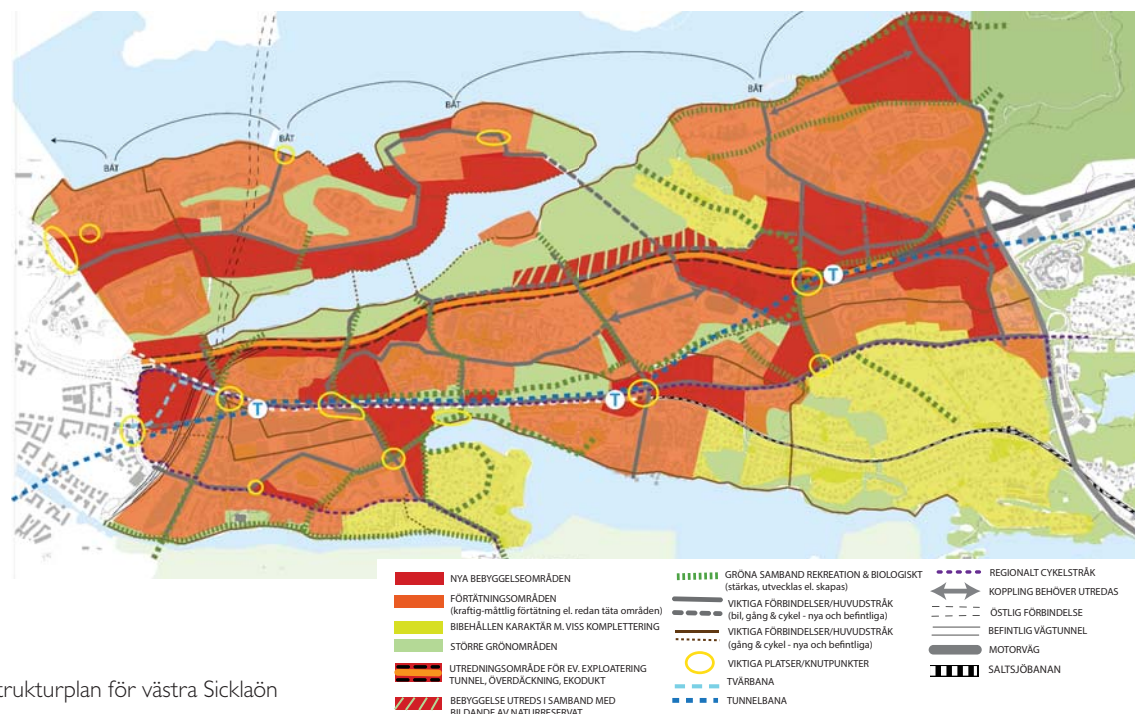 BÅT
BÅT
BÅT
BÅT
T
T
T
NYA BEBYGGELSEOMRÅDEN
FÖRTÄTNINGSOMRÅDEN
(kraftig-måttlig förtätning el. redan täta områden)
BIBEHÅLLEN KARAKTÄR M. VISS KOMPLETTERING
STÖRRE GRÖNOMRÅDEN
UTREDNINGSOMRÅDE FÖR EV. EXPLOATERING
TUNNEL, ÖVERDÄCKNING, EKODUKT
BEBYGGELSE UTREDS I SAMBAND MED
BILDANDE AV NATURRESERVAT
GRÖNA SAMBAND REKREATION & BIOLOGISKT
(stärkas, utvecklas el. skapas)
VIKTIGA FÖRBINDELSER/HUVUDSTRÅK
(bil, gång & cykel - nya och befintliga)
VIKTIGA FÖRBINDELSER/HUVUDSTRÅK
(gång & cykel - nya och befintliga)
VIKTIGA PLATSER/KNUTPUNKTER
TVÄRBANA
TUNNELBANA
REGIONALT CYKELSTRÅK
KOPPLING BEHÖVER UTREDAS
ÖSTLIG FÖRBINDELSE
BEFINTLIG VÄGTUNNEL
MOTORVÄG
SALTSJÖBANAN
trukturplan för västra Sicklaön